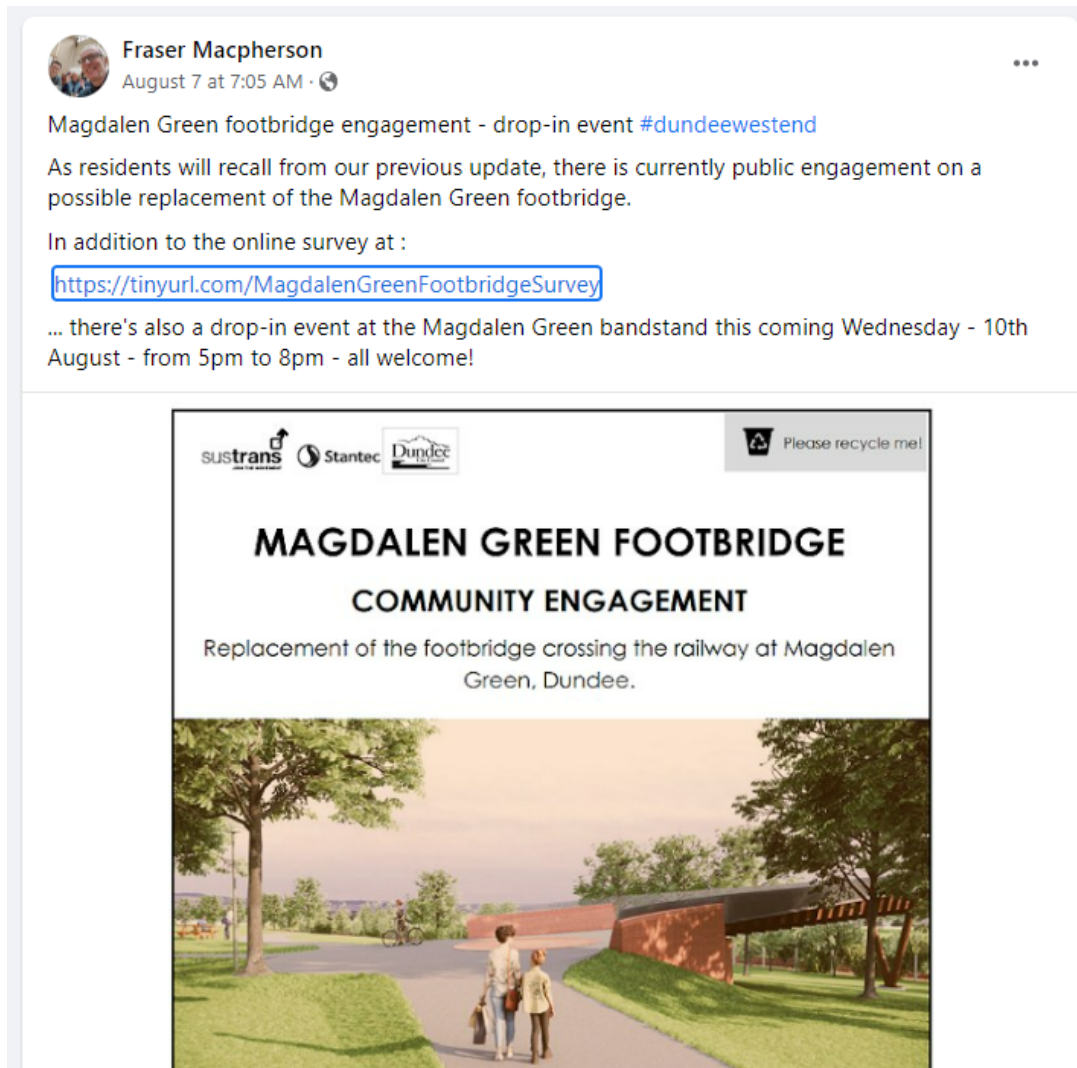 Fraser Macpherson
August 7 at 7:05 AM ·
Magdalen Green footbridge engagement - drop-in event #dundeewestend
As residents will recall from our previous update, there is currently public engagement on a
possible replacement of the Magdalen Green footbridge.
In addition to the online survey at :
https://tinyurl.com/MagdalenGreenFootbridgeSurvey
... there's also a drop-in event at the Magdalen Green bandstand this coming Wednesday - 10th
August - from 5pm to 8pm - all welcome!
sustrans
JOIN THE MOVEMENT
Stantec
Dundee
Please recycle me!
MAGDALEN GREEN FOOTBRIDGE
COMMUNITY ENGAGEMENT
Replacement of the footbridge crossing the railway at Magdalen
Green, Dundee.